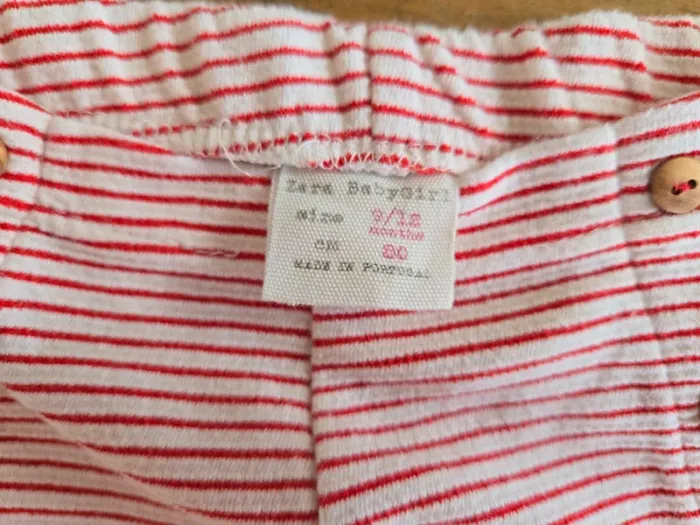 Zara BabyGirl
size 9/12
months
CM 80
MADE IN PORTUGAL